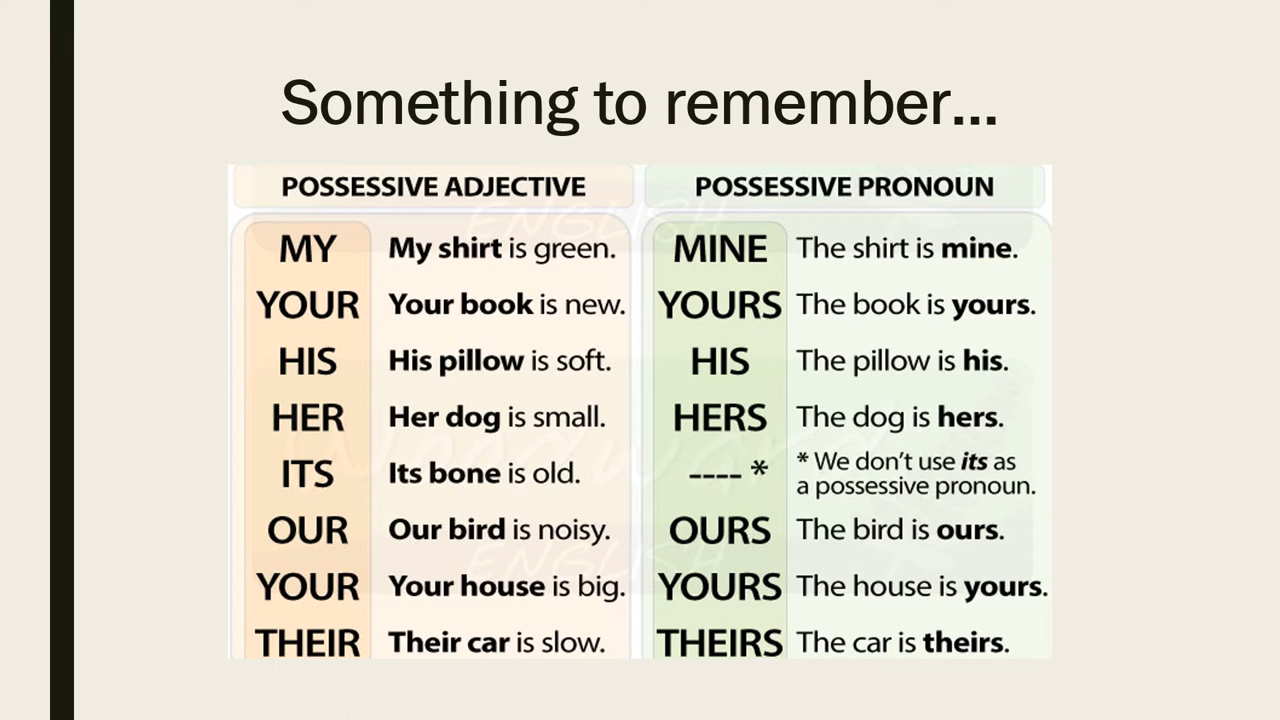 Something to remember...
POSSESSIVE ADJECTIVE POSSESSIVE PRONOUN
MY My shirt is green. MINE The shirt is mine.
YOUR Your book is new. YOURS The book is yours.
HIS His pillow is soft. HIS The pillow is his.
HER Her dog is small. HERS The dog is hers.
ITS Its bone is old. ---- * * We don't use its as
a possessive pronoun.
OUR Our bird is noisy. OURS The bird is ours.
YOUR Your house is big. YOURS The house is yours.
THEIR Their car is slow. THEIRS The car is theirs.